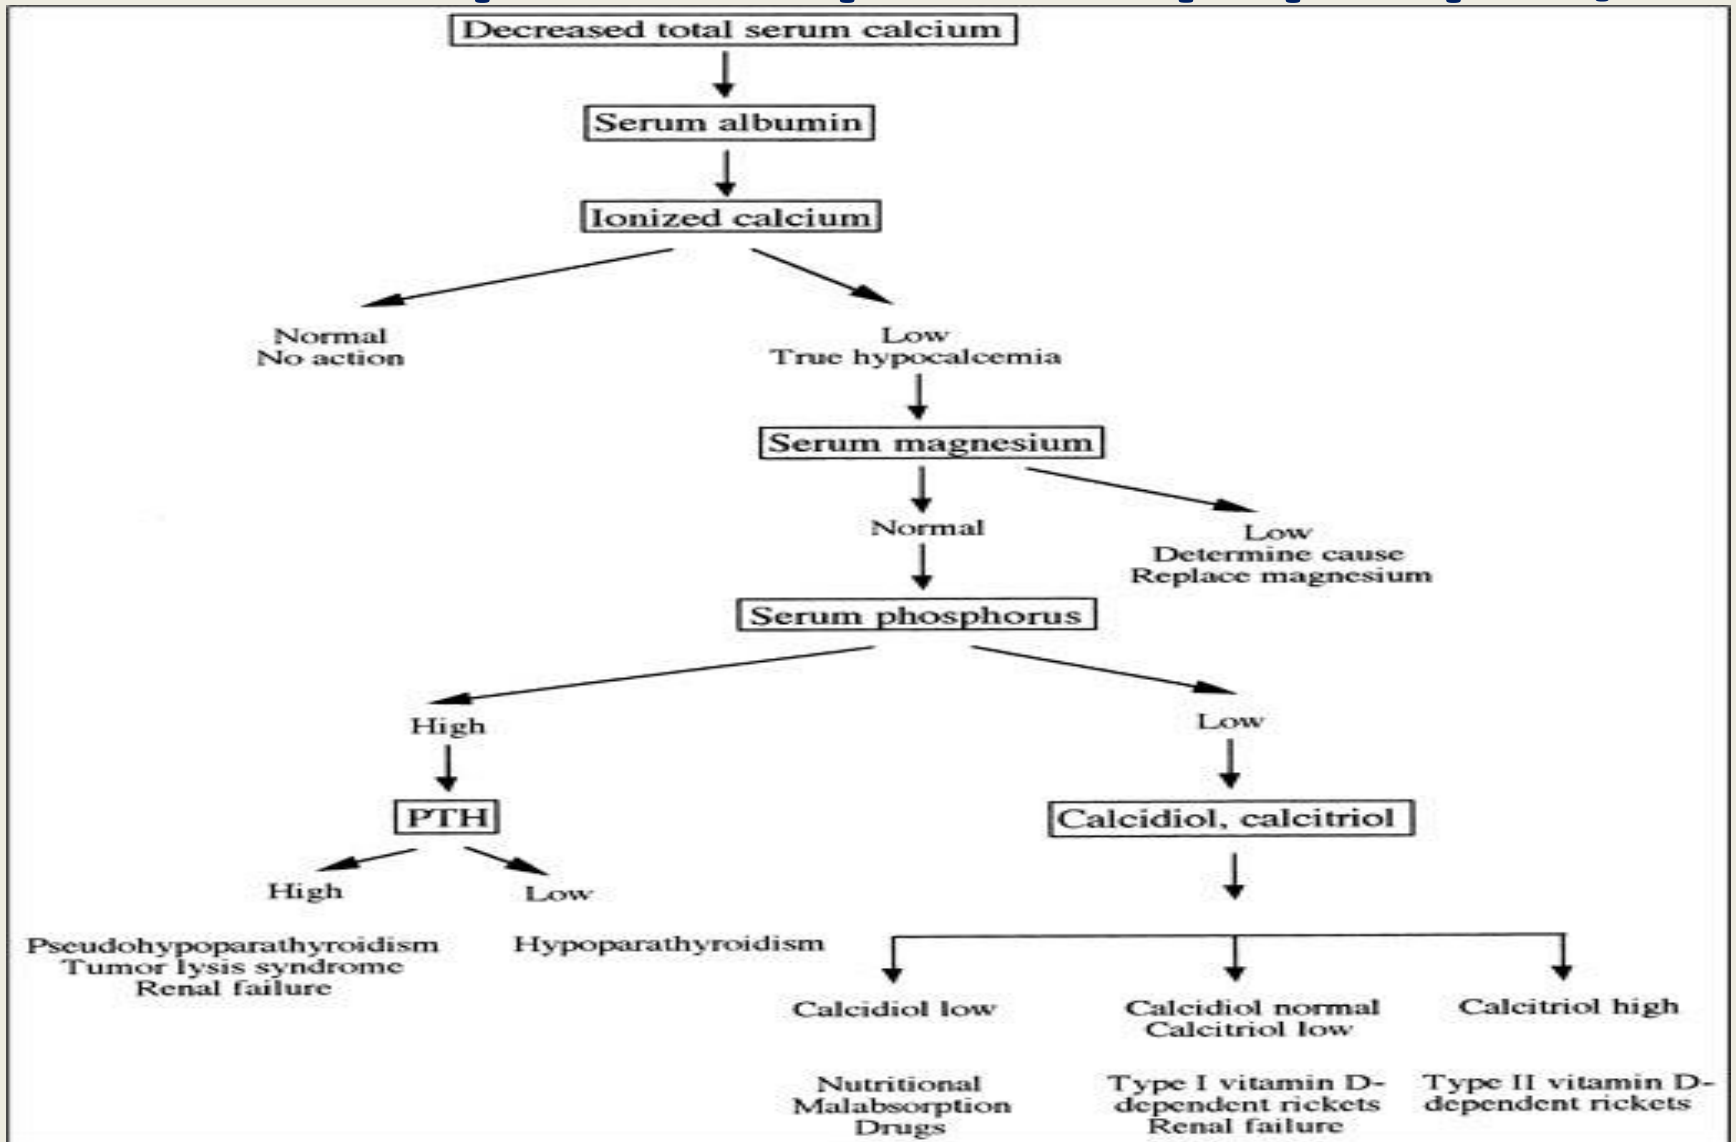 Decreased total serum calcium
Serum albumin
Ionized calcium
Normal
No action
Low
True hypocalcemia
Serum magnesium
Normal
Low
Determine cause
Replace magnesium
Serum phosphorus
High
Low
PTH
Calcidiol, calcitriol
High
Low
Pseudohypoparathyroidism
Tumor lysis syndrome
Renal failure
Hypoparathyroidism
Calcidiol low
Calcidiol normal
Calcitriol low
Calcitriol high
Nutritional
Malabsorption
Drugs
Type I vitamin D-
dependent rickets
Renal failure
Type II vitamin D-
dependent rickets